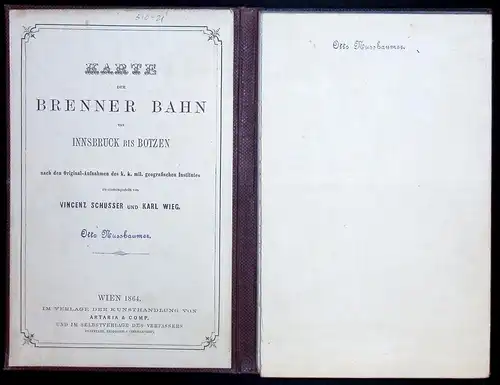 KARTE
DER
BRENNER BAHN
VON
INNSBRUCK BIS BOTZEN
nach den Original-Aufnahmen des k. k. mil. geografischen Institutes
VINCENZ SCHUSSER UND KARL WIEG.
Otto Nussbaumer.
WIEN 1864.
IM VERLAGE DER KUNSTHANDLUNG VON
ARTARIA & COMP.
UND IM SELBSTVERLAGE DES VERFASSERS
Otto Nussbaumer.